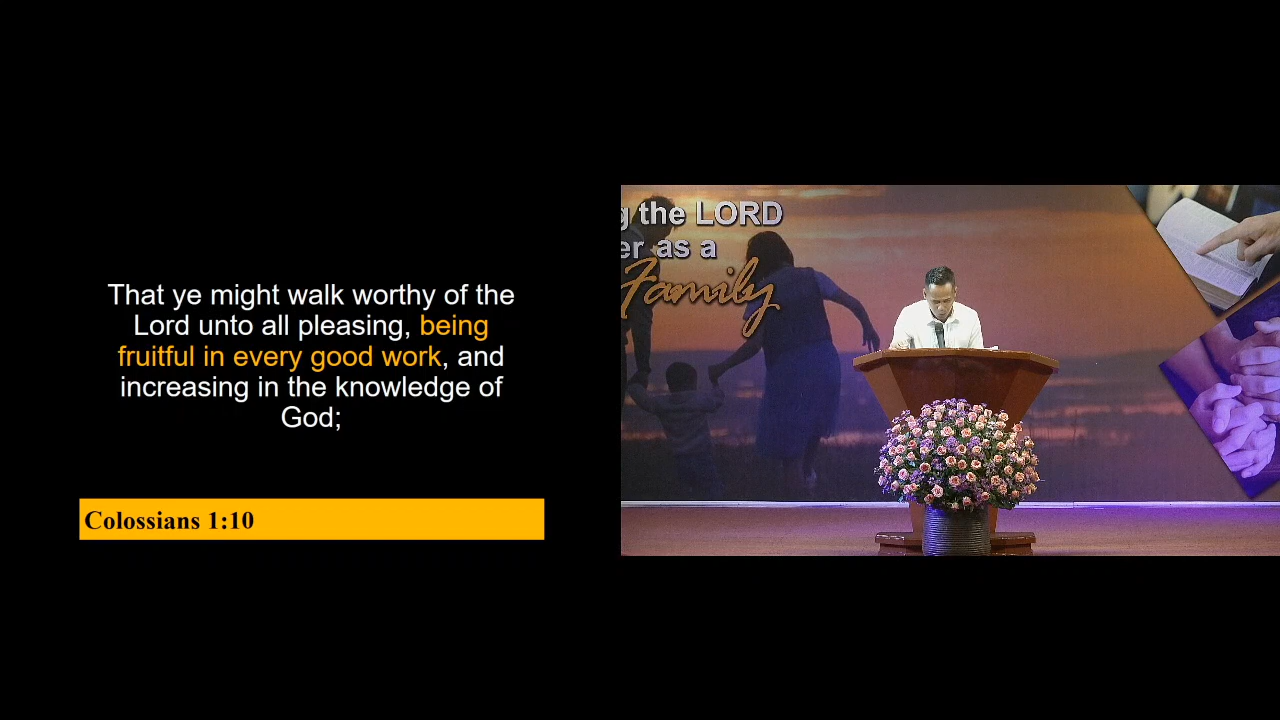 That ye might walk worthy of the
Lord unto all pleasing, being
fruitful in every good work, and
increasing in the knowledge of
God;
Colossians 1:10
g the LORD
er as a
Family